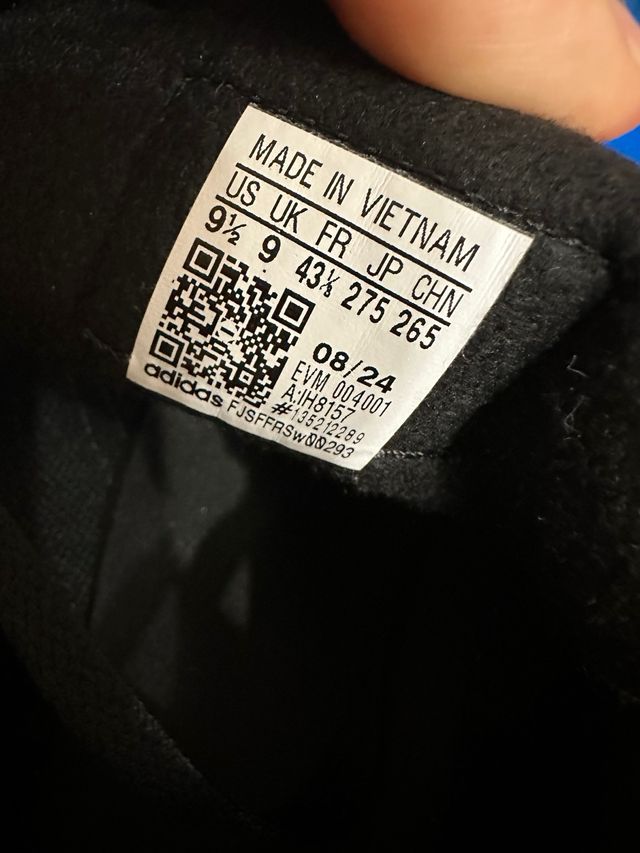 MADE IN VIETNAM
US UK FR JP CHN
9½ 9 43⅓ 275 265
08/24
EVM 004001
A:IH8157
#135212289
adidas FJSFFRSW00293